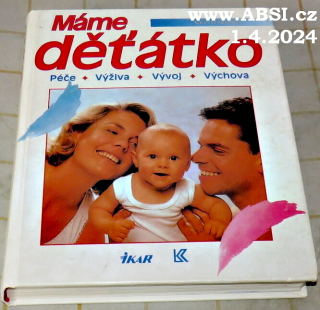 www.ABSI.cz
1.4.2024
Máme
děťátko
Péče ✦ Výživa ✦ Vývoj ✦ Výchova
IKAR
K